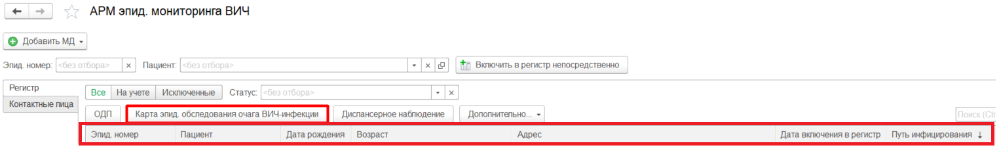 АРМ эпид. мониторинга ВИЧ
Добавить МД
Эпид. номер: <без отбора> Пациент: <без отбора> Включить в регистр непосредственно
Регистр Все На учете Исключенные Статус: <без отбора>
Контактные лица
ОДП Карта эпид. обследования очага ВИЧ-инфекции Диспансерное наблюдение Дополнительно... Поиск (Ctr
Эпид. номер Пациент Дата рождения Возраст Адрес Дата включения в регистр Путь инфицирования ↓